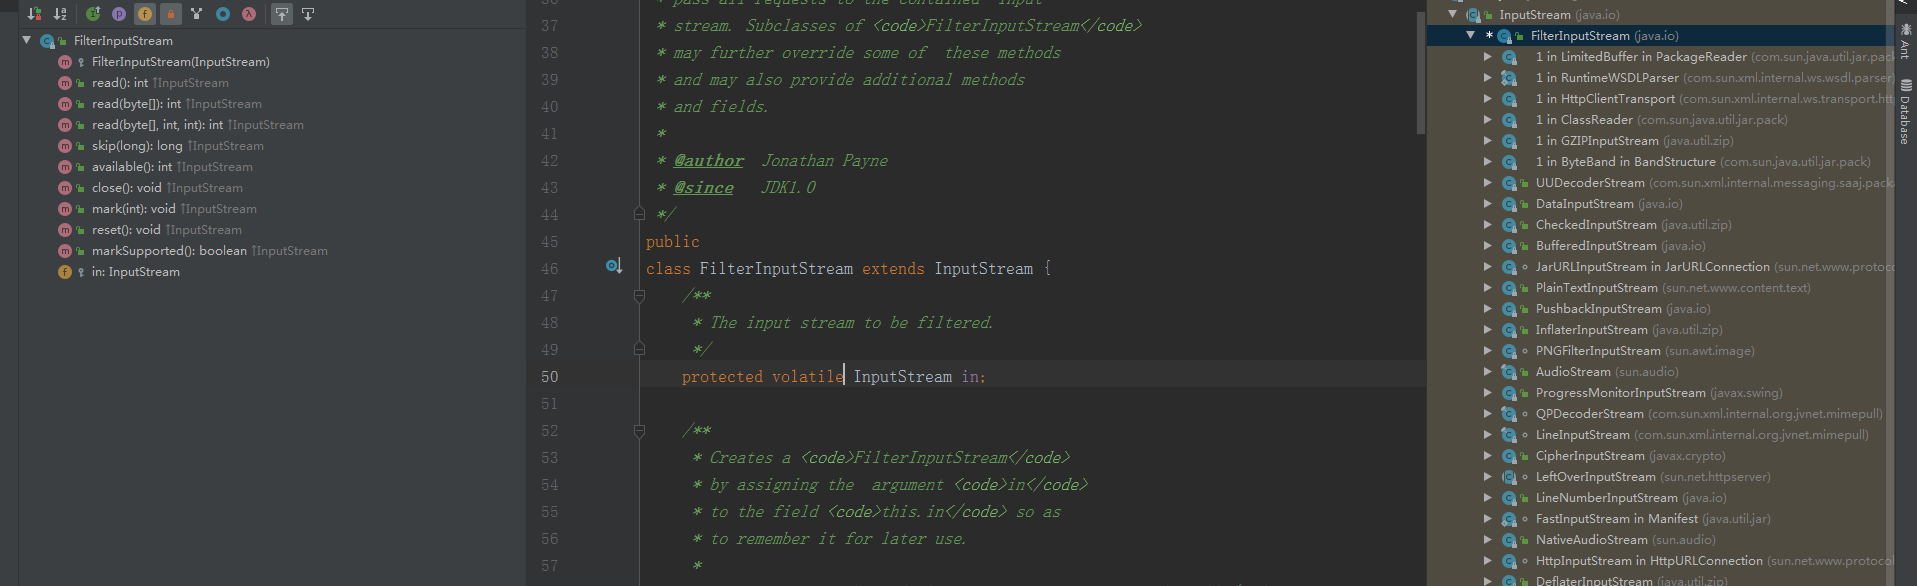 FilterInputStream
FilterInputStream(InputStream)
read(): int ↑InputStream
read(byte[]): int ↑InputStream
read(byte[], int, int): int ↑InputStream
skip(long): long ↑InputStream
available(): int ↑InputStream
close(): void ↑InputStream
mark(int): void ↑InputStream
reset(): void ↑InputStream
markSupported(): boolean ↑InputStream
in: InputStream
36 * pass all requests to the contained input
37 * stream. Subclasses of <code>FilterInputStream</code>
38 * may further override some of  these methods
39 * and may also provide additional methods
40 * and fields.
41 *
42 * @author  Jonathan Payne
43 * @since   JDK1.0
44 */
45 public
46 class FilterInputStream extends InputStream {
47 /**
48 * The input stream to be filtered.
49 */
50 protected volatile InputStream in;
51
52 /**
53 * Creates a <code>FilterInputStream</code>
54 * by assigning the  argument <code>in</code>
55 * to the field <code>this.in</code> so as
56 * to remember it for later use.
57 *
InputStream (java.io)
* FilterInputStream (java.io)
1 in LimitedBuffer in PackageReader (com.sun.java.util.jar.pack
1 in RuntimeWSDLParser (com.sun.xml.internal.ws.wsdl.parser
1 in HttpClientTransport (com.sun.xml.internal.ws.transport.htt
1 in ClassReader (com.sun.java.util.jar.pack)
1 in GZIPInputStream (java.util.zip)
1 in ByteBand in BandStructure (com.sun.java.util.jar.pack)
UUDecoderStream (com.sun.xml.internal.messaging.saaj.pack
DataInputStream (java.io)
CheckedInputStream (java.util.zip)
BufferedInputStream (java.io)
JarURLInputStream in JarURLConnection (sun.net.www.protoco
PlainTextInputStream (sun.net.www.content.text)
PushbackInputStream (java.io)
InflaterInputStream (java.util.zip)
PNGFilterInputStream (sun.awt.image)
AudioStream (sun.audio)
ProgressMonitorInputStream (javax.swing)
QPDecoderStream (com.sun.xml.internal.org.jvnet.mimepull)
LineInputStream (com.sun.xml.internal.org.jvnet.mimepull)
CipherInputStream (javax.crypto)
LeftOverInputStream (sun.net.httpserver)
LineNumberInputStream (java.io)
FastInputStream in Manifest (java.util.jar)
NativeAudioStream (sun.audio)
HttpInputStream in HttpURLConnection (sun.net.www.protocol
DeflaterInputStream (java.util.zip)
Ant
Database